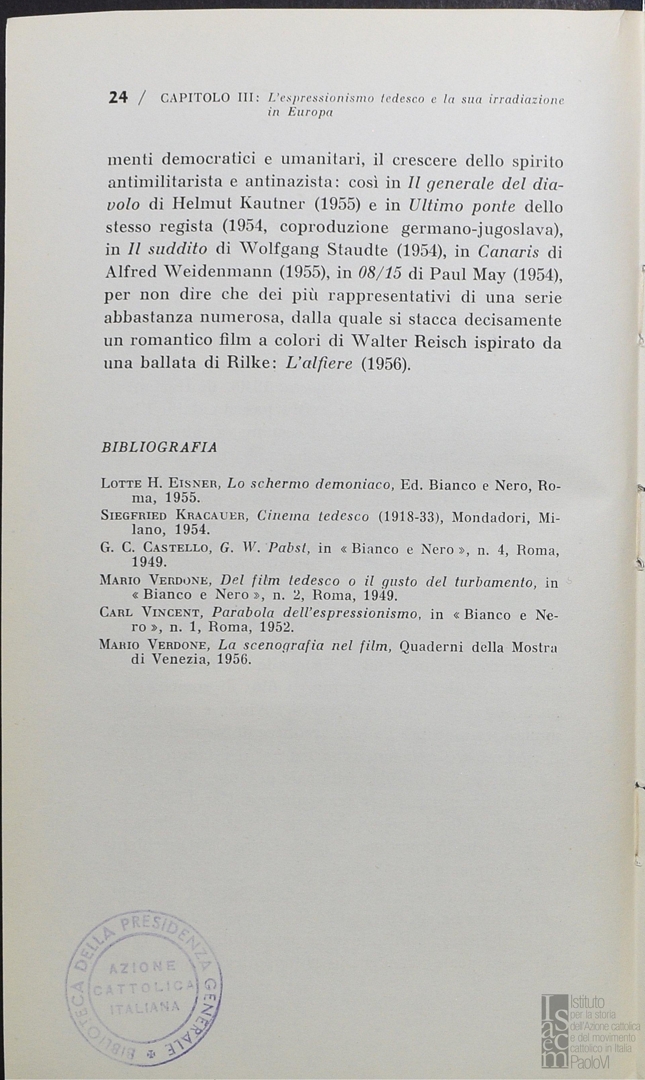 24 / CAPITOLO III: L'espressionismo tedesco e la sua irradiazione
in Europa
menti democratici e umanitari, il crescere dello spirito
antimilitarista e antinazista: così in Il generale del dia-
volo di Helmut Kautner (1955) e in Ultimo ponte dello
stesso regista (1954, coproduzione germano-jugoslava),
in Il suddito di Wolfgang Staudte (1954), in Canaris di
Alfred Weidenmann (1955), in 08/15 di Paul May (1954),
per non dire che dei più rappresentativi di una serie
abbastanza numerosa, dalla quale si stacca decisamente
un romantico film a colori di Walter Reisch ispirato da
una ballata di Rilke: L'alfiere (1956).
BIBLIOGRAFIA
LOTTE H. EISNER, Lo schermo demoniaco, Ed. Bianco e Nero, Ro-
ma, 1955.
SIEGFRIED KRACAUER, Cinema tedesco (1918-33), Mondadori, Mi-
lano, 1954.
G. C. CASTELLO, G. W. Pabst, in « Bianco e Nero », n. 4, Roma,
1949.
MARIO VERDONE, Del film tedesco o il gusto del turbamento, in
« Bianco e Nero », n. 2, Roma, 1949.
CARL VINCENT, Parabola dell'espressionismo, in « Bianco e Ne-
ro », n. 1, Roma, 1952.
MARIO VERDONE, La scenografia nel film, Quaderni della Mostra
di Venezia, 1956.
BIBLIOTECA DELLA PRESIDENZA GENERALE
AZIONE
CATTOLICA
ITALIANA
Isacem
Istituto
per la storia
dell'Azione cattolica
e del movimento
cattolico in Italia
PaoloVI